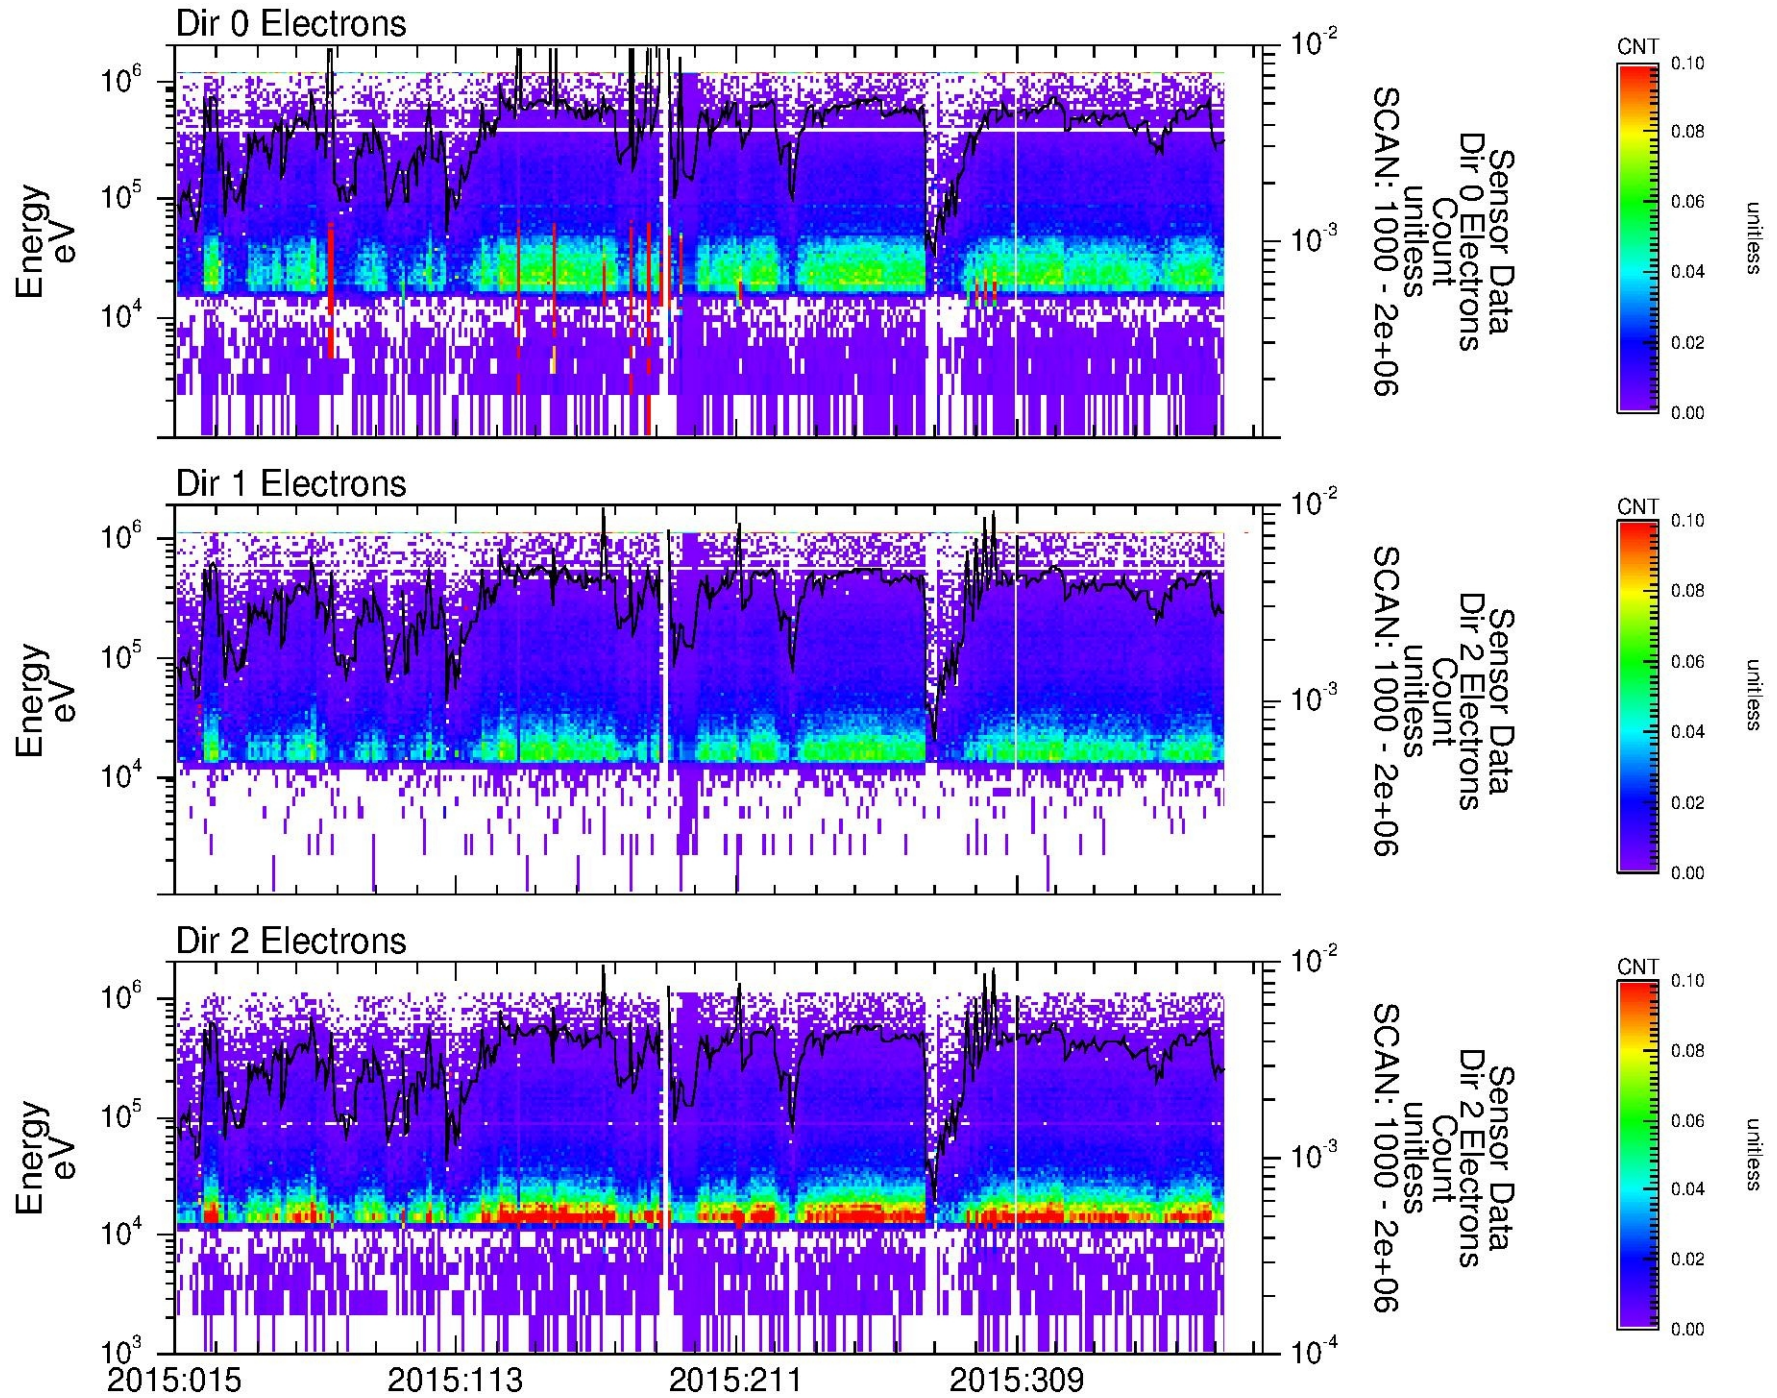 Dir 0 Electrons
10^6
10^5
10^4
Energy
eV
10^-2
10^-3
Sensor Data
Dir 0 Electrons
Count
unitless
SCAN: 1000 - 2e+06
CNT
0.10
0.08
0.06
0.04
0.02
0.00
unitless
Dir 1 Electrons
10^6
10^5
10^4
Energy
eV
10^-2
10^-3
Sensor Data
Dir 2 Electrons
Count
unitless
SCAN: 1000 - 2e+06
CNT
0.10
0.08
0.06
0.04
0.02
0.00
unitless
Dir 2 Electrons
10^6
10^5
10^4
10^3
Energy
eV
10^-2
10^-3
10^-4
Sensor Data
Dir 2 Electrons
Count
unitless
SCAN: 1000 - 2e+06
CNT
0.10
0.08
0.06
0.04
0.02
0.00
unitless
2015:015 2015:113 2015:211 2015:309